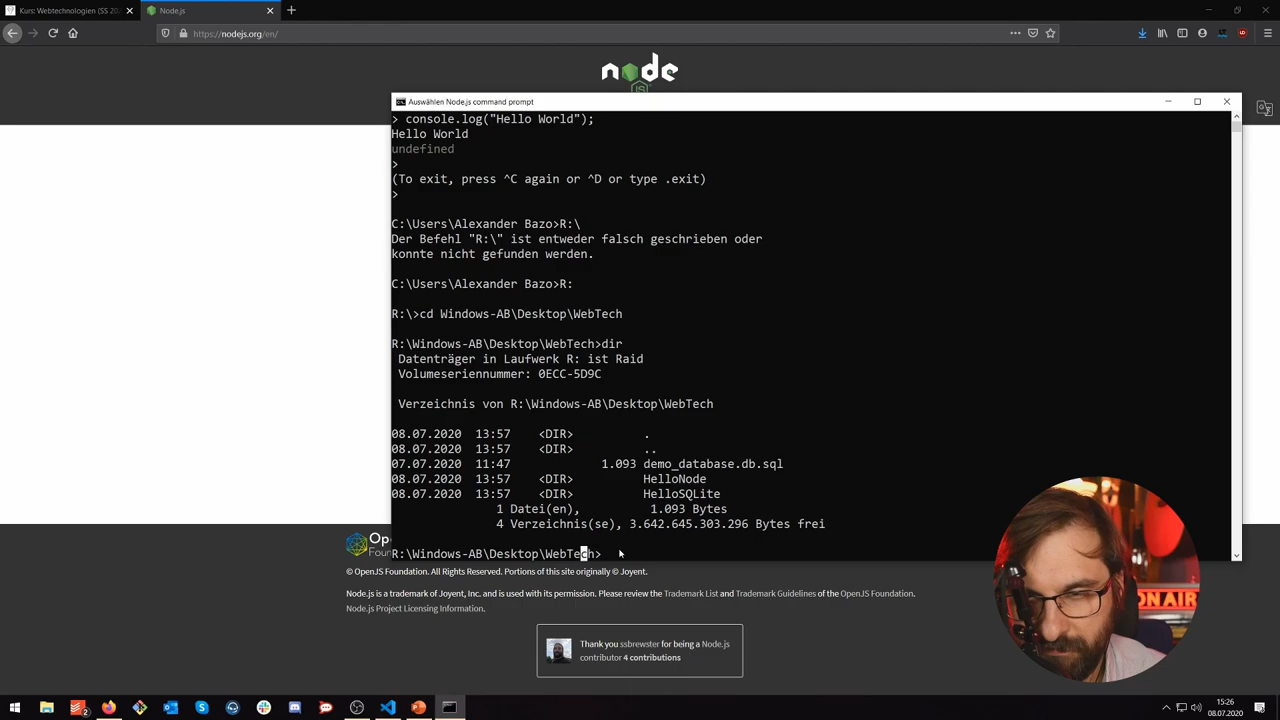 Kurs: Webtechnologien (SS 202
Node.js
https://nodejs.org/en/
node
JS
Auswählen Node.js command prompt
> console.log("Hello World");
Hello World
undefined
>
(To exit, press ^C again or ^D or type .exit)
>
C:\Users\Alexander Bazo>R:\
Der Befehl "R:\" ist entweder falsch geschrieben oder
konnte nicht gefunden werden.
C:\Users\Alexander Bazo>R:
R:\>cd Windows-AB\Desktop\WebTech
R:\Windows-AB\Desktop\WebTech>dir
Datenträger in Laufwerk R: ist Raid
Volumeseriennummer: 0ECC-5D9C
Verzeichnis von R:\Windows-AB\Desktop\WebTech
08.07.2020 13:57 <DIR> .
08.07.2020 13:57 <DIR> ..
07.07.2020 11:47 1.093 demo_database.db.sql
08.07.2020 13:57 <DIR> HelloNode
08.07.2020 13:57 <DIR> HelloSQLite
1 Datei(en), 1.093 Bytes
4 Verzeichnis(se), 3.642.645.303.296 Bytes frei
R:\Windows-AB\Desktop\WebTech>
Open
Foun
© OpenJS Foundation. All Rights Reserved. Portions of this site originally © Joyent.
Node.js is a trademark of Joyent, Inc. and is used with its permission. Please review the Trademark List and Trademark Guidelines of the OpenJS Foundation.
Node.js Project Licensing Information.
Thank you ssbrewster for being a Node.js
contributor 4 contributions
IONAIR
2
15:26
08.07.2020